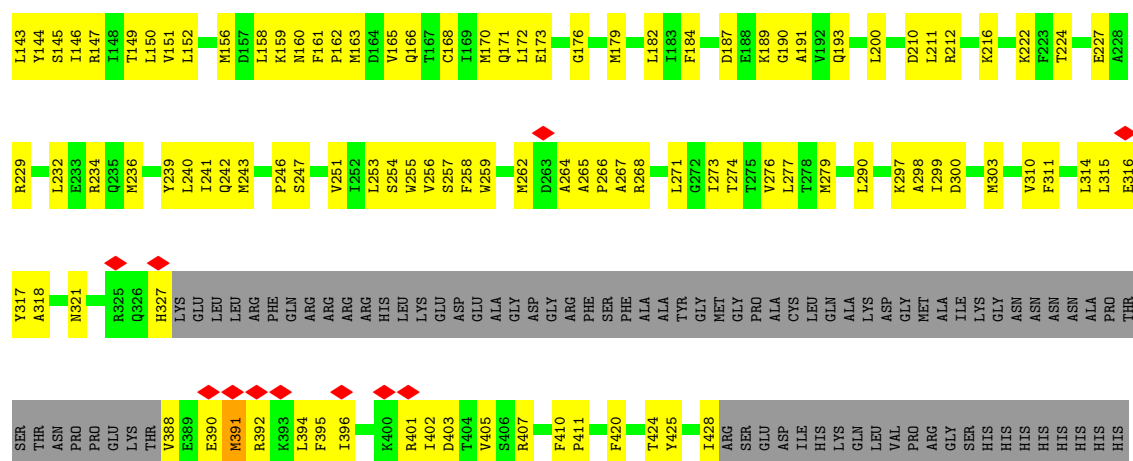 L143 Y144 S145 I146 R147 I148 T149 L150 V151 L152 M156 D157 L158 K159 N160 F161 P162 M163 D164 V165 Q166 T167 C168 I169 M170 Q171 L172 E173 G176 M179 L182 I183 F184 D187 E188 K189 G190 A191 V192 Q193 L200 D210 L211 R212 K216 K222 F223 T224 E227 A228
R229 L232 E233 R234 Q235 M236 Y239 L240 I241 Q242 M243 P246 S247 V251 I252 L253 S254 W255 V256 S257 F258 W259 M262 D263 A264 A265 P266 A267 R268 L271 G272 I273 T274 T275 V276 L277 T278 M279 L290 K297 A298 I299 D300 M303 V310 F311 L314 L315 E316
Y317 A318 N321 R325 Q326 H327 LYS GLU LEU LEU ARG PHE GLN ARG ARG ARG ARG HIS LEU LYS GLU ASP GLU ALA GLY ASP GLY ARG PHE SER PHE ALA ALA TYR GLY MET GLY PRO ALA CYS LEU GLN ALA LYS ASP GLY MET ALA ILE LYS GLY ASN ASN ASN ASN ALA PRO THR
SER THR ASN PRO PRO GLU LYS THR V388 E389 E390 M391 R392 K393 L394 F395 I396 K400 R401 I402 D403 T404 V405 S406 R407 F410 P411 F420 T424 Y425 I428 ARG SER GLU ASP ILE HIS LYS GLN LEU VAL PRO ARG GLY SER HIS HIS HIS HIS HIS HIS HIS HIS